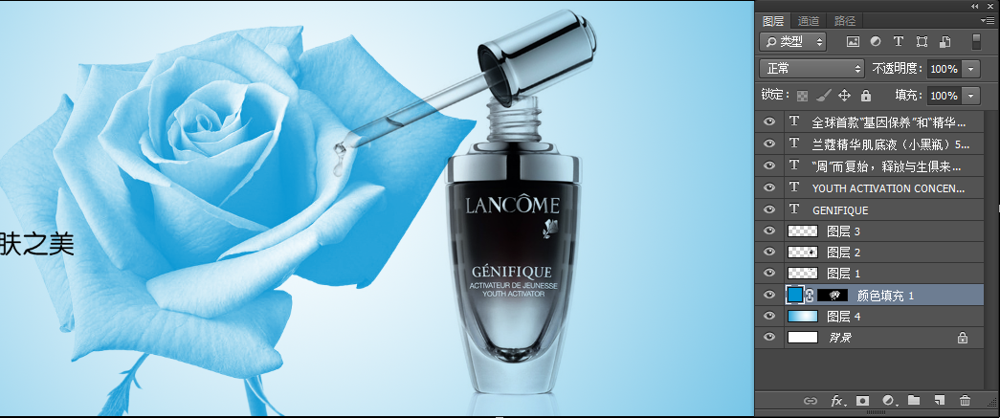 肤之美
LANCÔME
GÉNIFIQUE
ACTIVATEUR DE JEUNESSE
YOUTH ACTIVATOR
图层 通道 路径
类型
正常 不透明度: 100%
锁定: 填充: 100%
T 全球首款“基因保养”和“精华...
T 兰蔻精华肌底液（小黑瓶）5...
T “周”而复始，释放与生俱来...
T YOUTH ACTIVATION CONCEN...
T GENIFIQUE
图层 3
图层 2
图层 1
颜色填充 1
图层 4
背景
fx